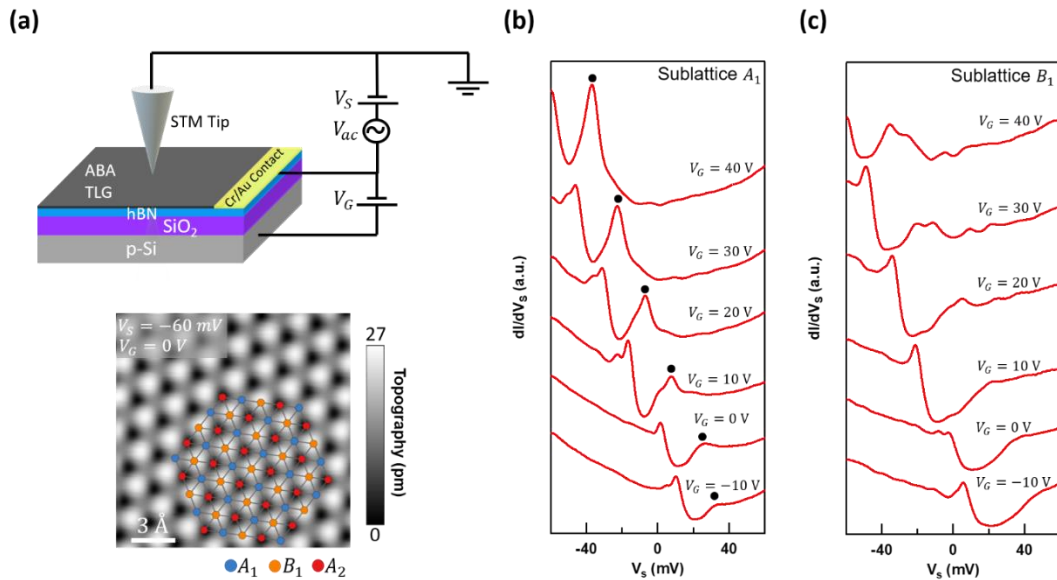 (a)
V_S
V_ac
STM Tip
ABA
TLG
Cr/Au Contact
V_G
hBN
SiO₂
p-Si
V_S = −60 mV
V_G = 0 V
27
Topography (pm)
0
3 Å
A₁ B₁ A₂
(b)
Sublattice A₁
V_G = 40 V
V_G = 30 V
V_G = 20 V
V_G = 10 V
V_G = 0 V
V_G = −10 V
dI/dV_S (a.u.)
-40 0 40
V_s (mV)
(c)
Sublattice B₁
V_G = 40 V
V_G = 30 V
V_G = 20 V
V_G = 10 V
V_G = 0 V
V_G = −10 V
dI/dV_S (a.u.)
-40 0 40
V_s (mV)